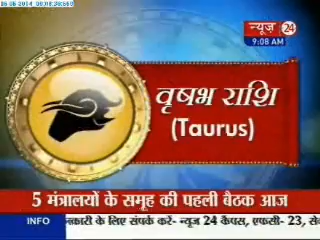 न्यूज़ 24
9:08 AM
वृषभ राशि
(Taurus)
5 मंत्रालयों के समूह की पहली बैठक आज
INFO
नकारी के लिए संपर्क करें- न्यूज 24 कैंपस, एफसी- 23, से